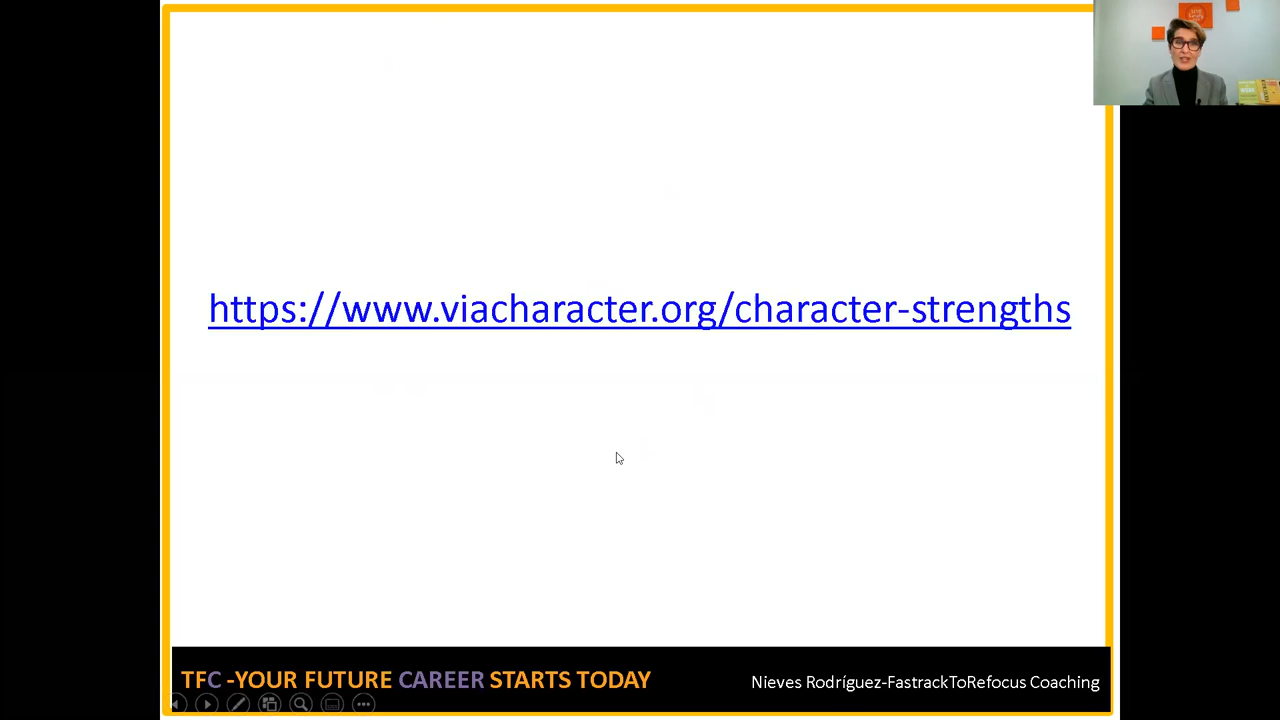 https://www.viacharacter.org/character-strengths
TFC -YOUR FUTURE CAREER STARTS TODAY
Nieves Rodríguez-FastrackToRefocus Coaching